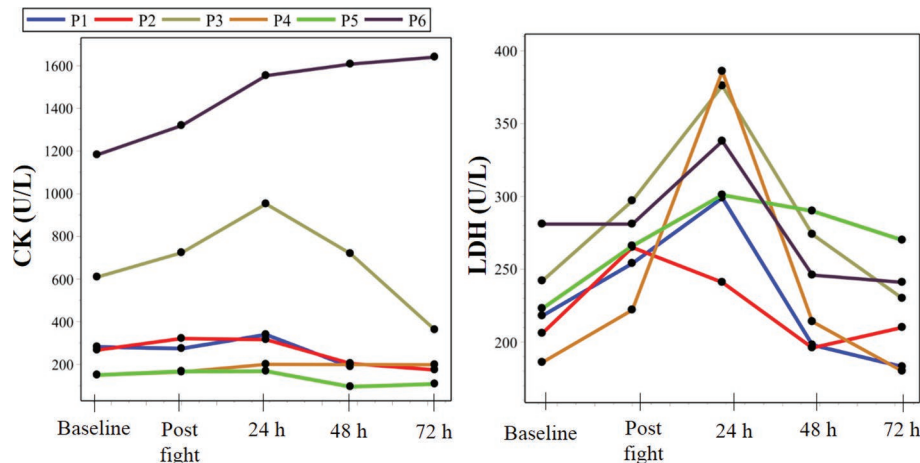 P1 P2 P3 P4 P5 P6
CK (U/L)
1600
1400
1200
1000
800
600
400
200
Baseline Post fight 24 h 48 h 72 h
LDH (U/L)
400
350
300
250
200
Baseline Post fight 24 h 48 h 72 h